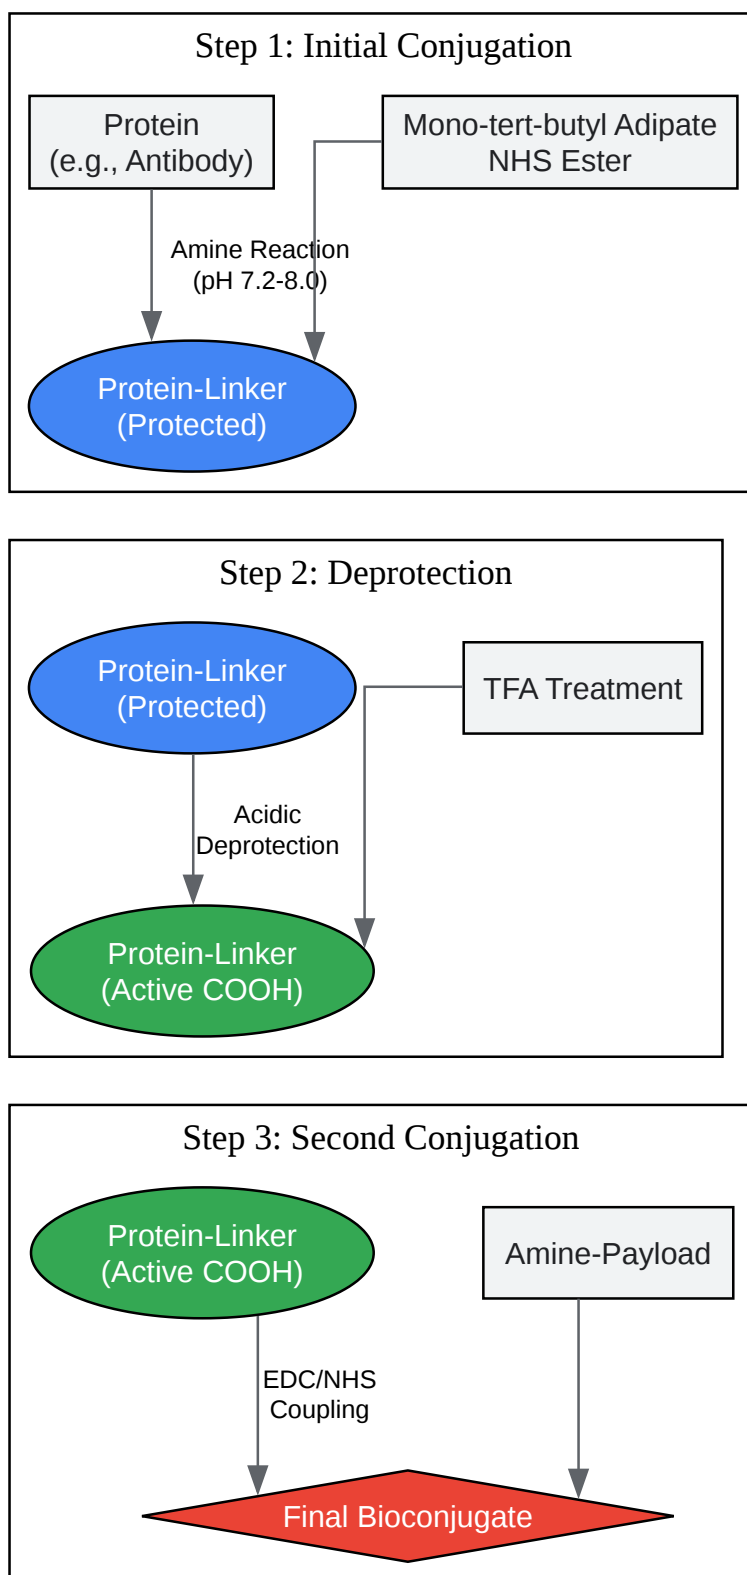 Step 1: Initial Conjugation
Protein
(e.g., Antibody)
Mono-tert-butyl Adipate
NHS Ester
Amine Reaction
(pH 7.2-8.0)
Protein-Linker
(Protected)
Step 2: Deprotection
Protein-Linker
(Protected)
TFA Treatment
Acidic
Deprotection
Protein-Linker
(Active COOH)
Step 3: Second Conjugation
Protein-Linker
(Active COOH)
Amine-Payload
EDC/NHS
Coupling
Final Bioconjugate